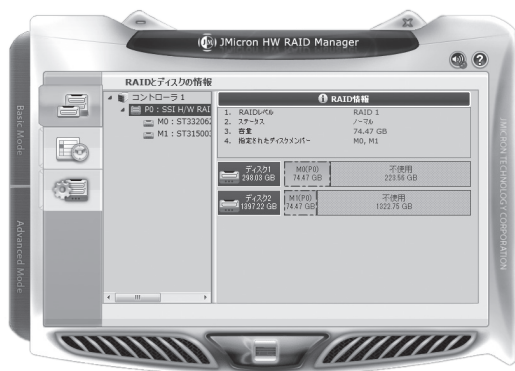 JMicron HW RAID Manager
RAIDとディスクの情報
コントローラ 1
P0 : SSI H/W RAI
M0 : ST33206
M1 : ST31500
RAID情報
1. RAIDレベル RAID 1
2. ステータス ノーマル
3. 容量 74.47 GB
4. 指定されたディスクメンバー M0, M1
ディスク1
298.03 GB
M0(P0)
74.47 GB
不使用
223.56 GB
ディスク2
1397.22 GB
M1(P0)
74.47 GB
不使用
1322.75 GB
Basic Mode
Advanced Mode
JMICRON TECHNOLOGY CORPORATION